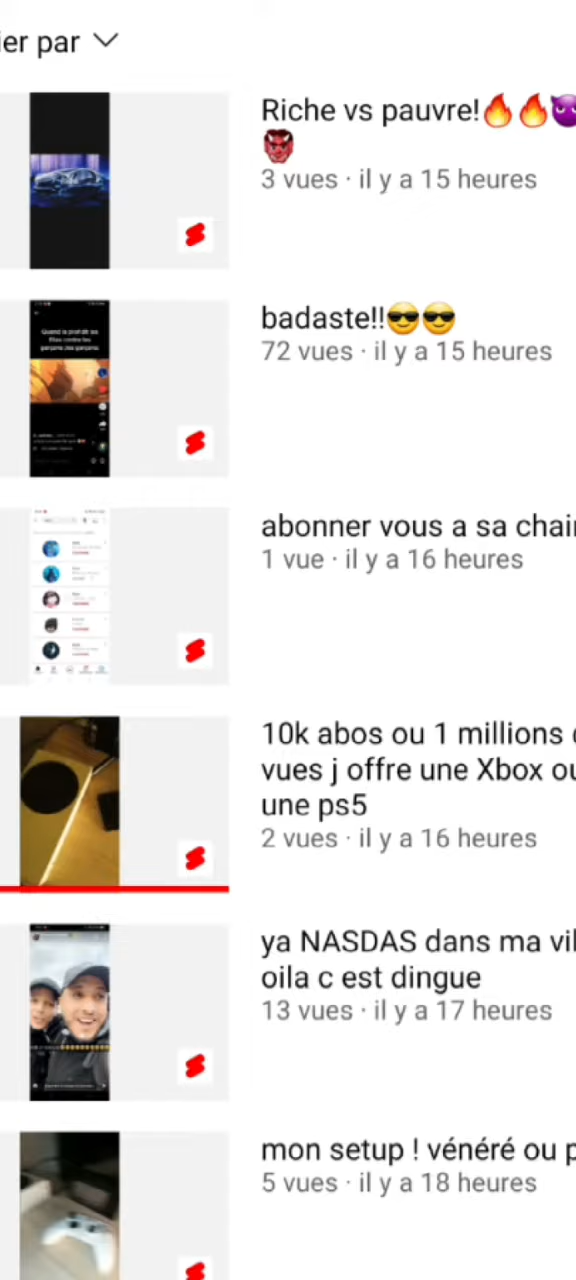 ier par
Riche vs pauvre!🔥🔥😈
👹
3 vues · il y a 15 heures
badaste!!😎😎
72 vues · il y a 15 heures
abonner vous a sa chaîn
1 vue · il y a 16 heures
10k abos ou 1 millions
vues j offre une Xbox ou
une ps5
2 vues · il y a 16 heures
ya NASDAS dans ma vil
oila c est dingue
13 vues · il y a 17 heures
mon setup ! vénéré ou p
5 vues · il y a 18 heures